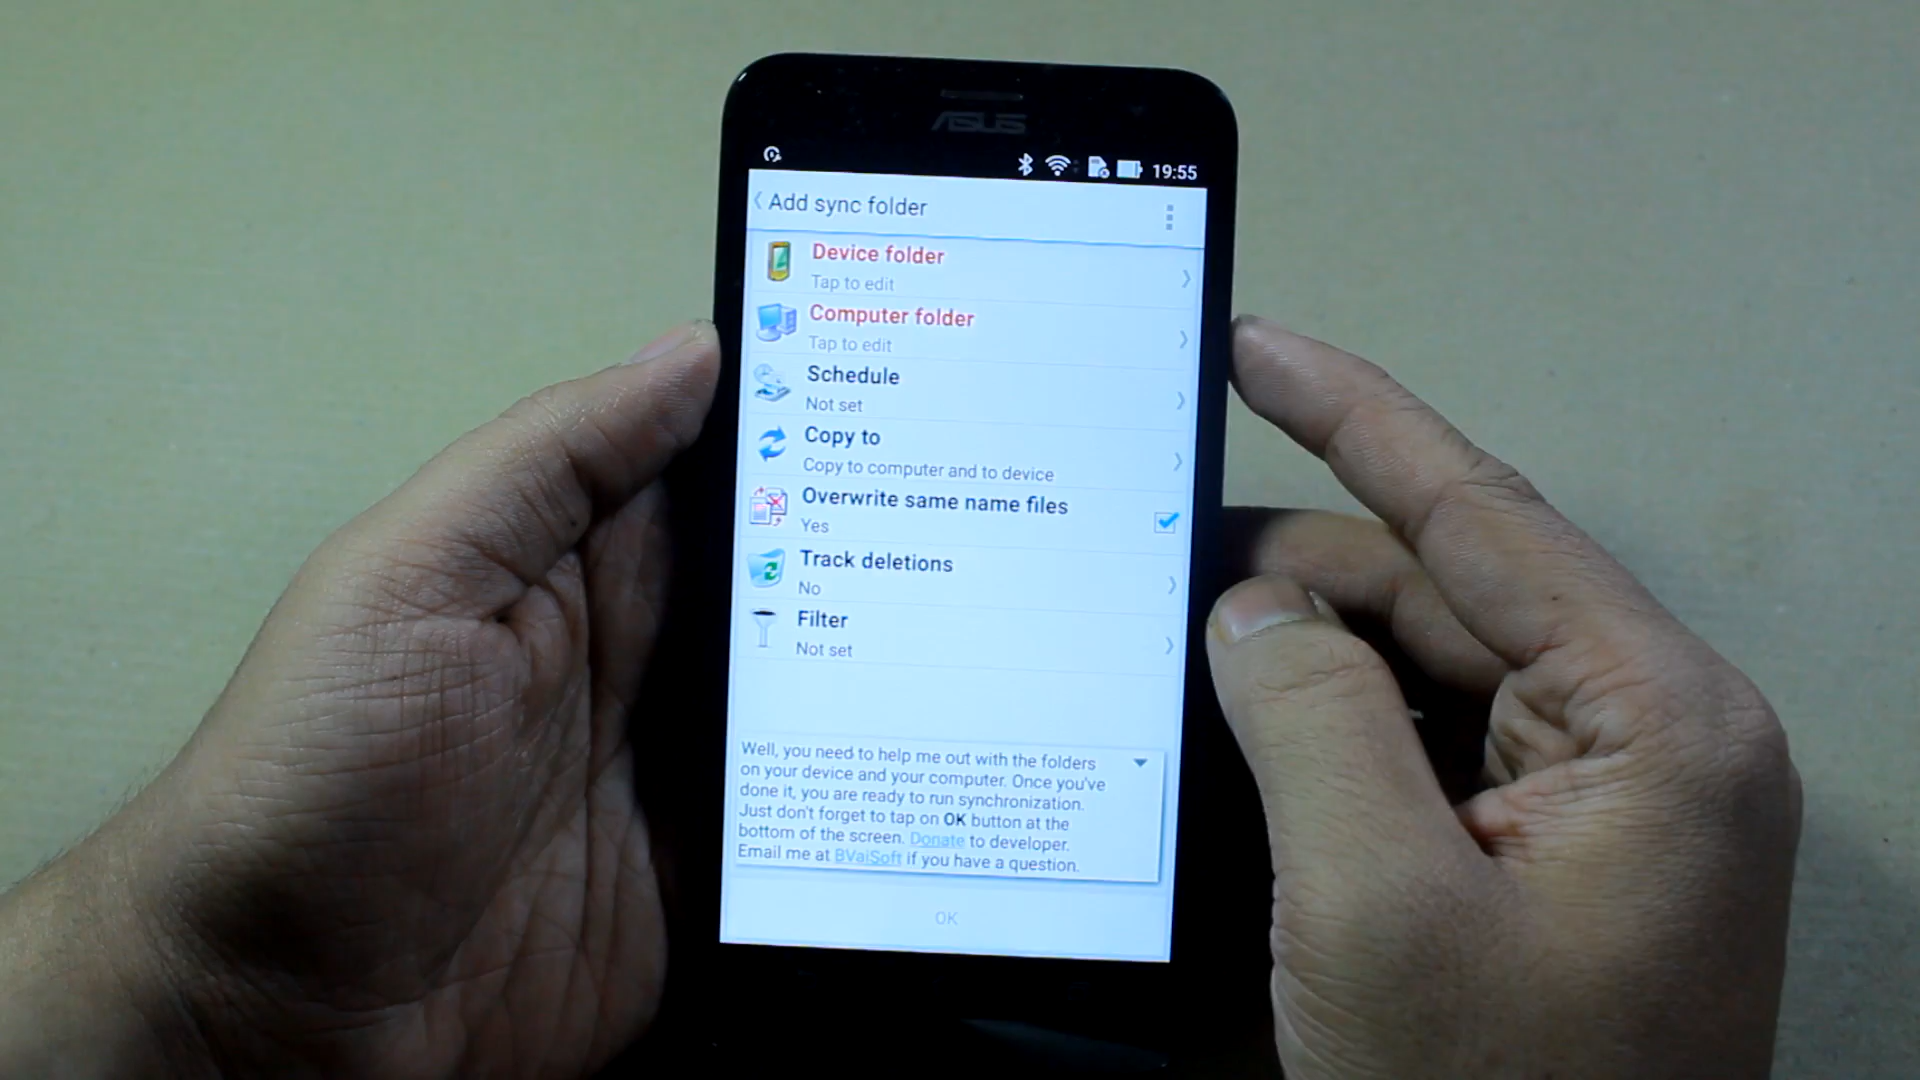 ASUS
19:55
Add sync folder
Device folder
Tap to edit
Computer folder
Tap to edit
Schedule
Not set
Copy to
Copy to computer and to device
Overwrite same name files
Yes
Track deletions
No
Filter
Not set
Well, you need to help me out with the folders
on your device and your computer. Once you've
done it, you are ready to run synchronization.
Just don't forget to tap on OK button at the
bottom of the screen. Donate to developer.
Email me at BVaiSoft if you have a question.
OK